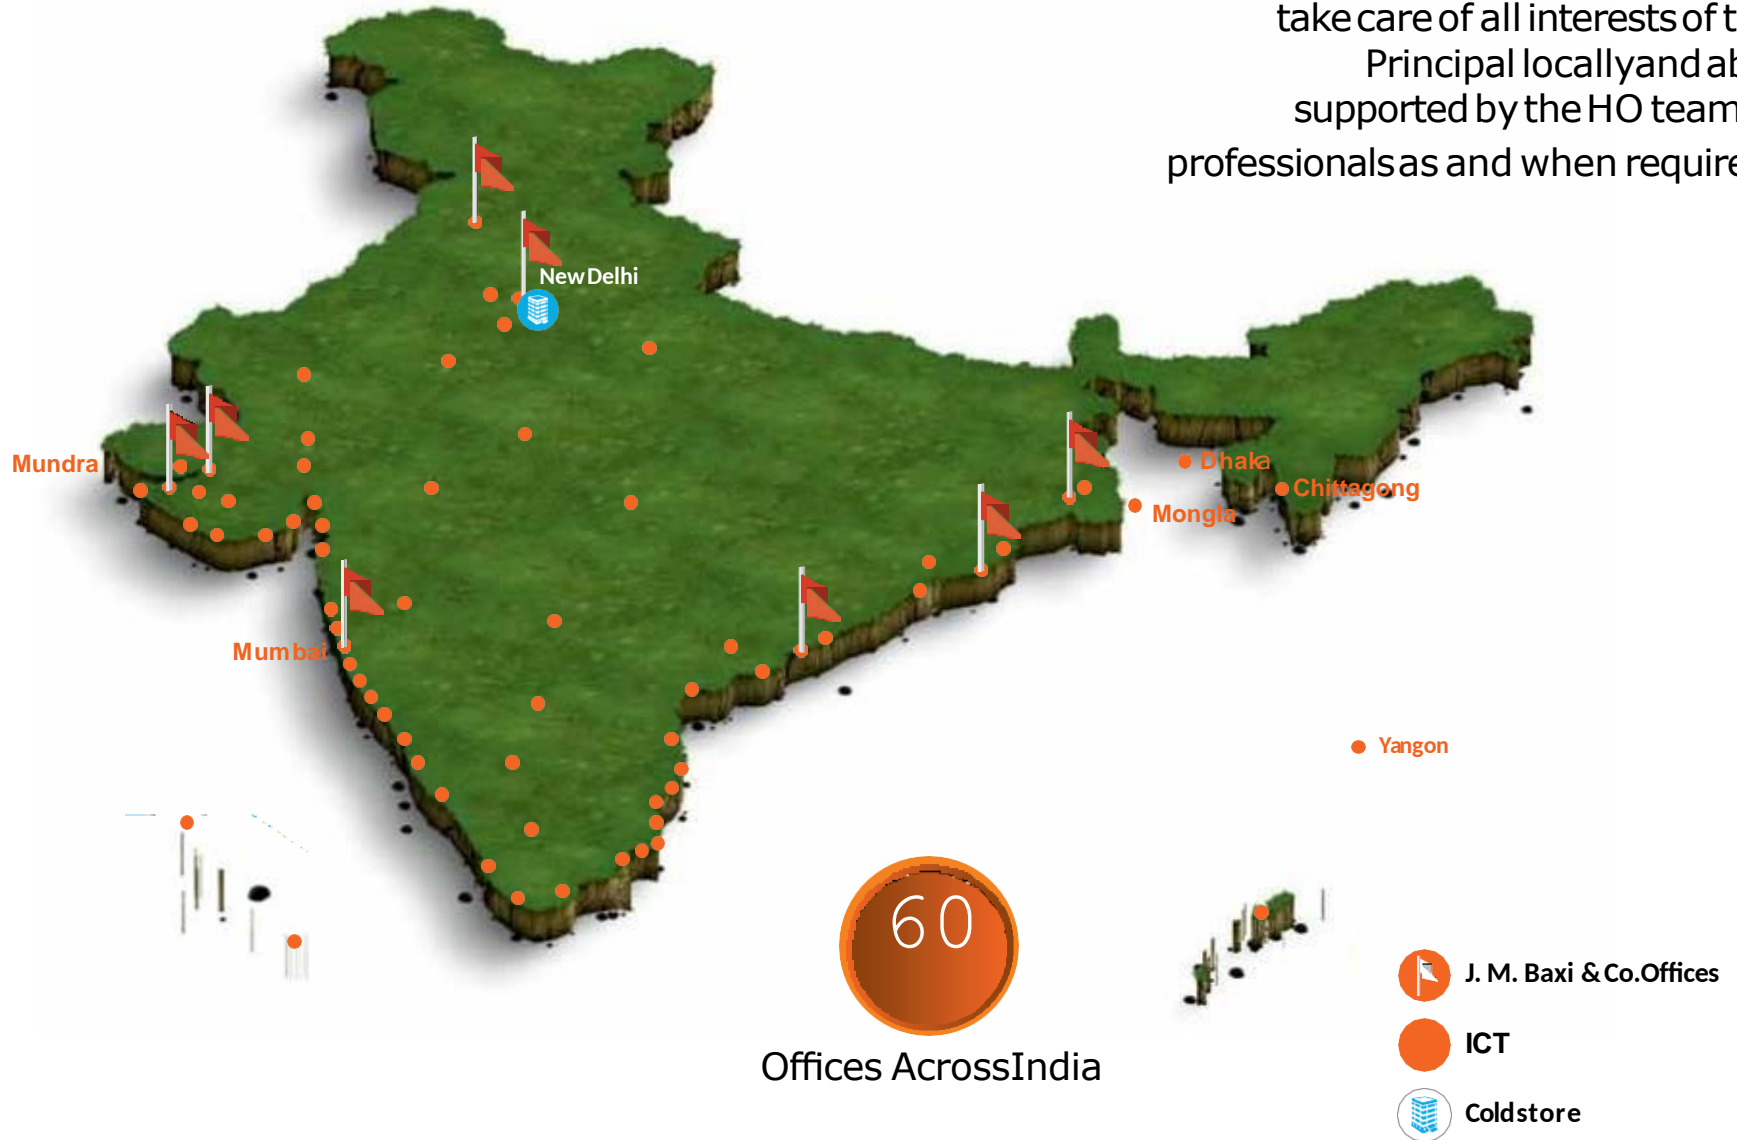 take care of all interests of t
Principal locally and ab
supported by the HO team
professionals as and when require
New Delhi
Mundra
Dhaka
Chittagong
Mongla
Mumbai
Yangon
60
Offices Across India
J. M. Baxi & Co. Offices
ICT
Coldstore